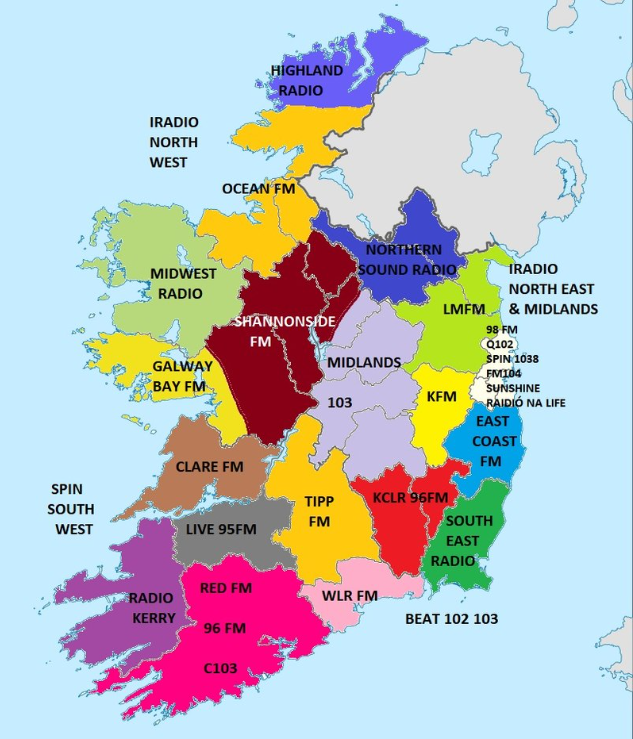 HIGHLAND
RADIO
IRADIO
NORTH
WEST
OCEAN FM
NORTHERN
SOUND RADIO
MIDWEST
RADIO
IRADIO
NORTH EAST
& MIDLANDS
LMFM
SHANNONSIDE
FM
98 FM
Q102
SPIN 1038
FM104
SUNSHINE
RAIDIÓ NA LIFE
MIDLANDS
103
GALWAY
BAY FM
KFM
EAST
COAST
FM
CLARE FM
SPIN
SOUTH
WEST
TIPP
FM
KCLR 96FM
LIVE 95FM
SOUTH
EAST
RADIO
RADIO
KERRY
RED FM
96 FM
C103
WLR FM
BEAT 102 103